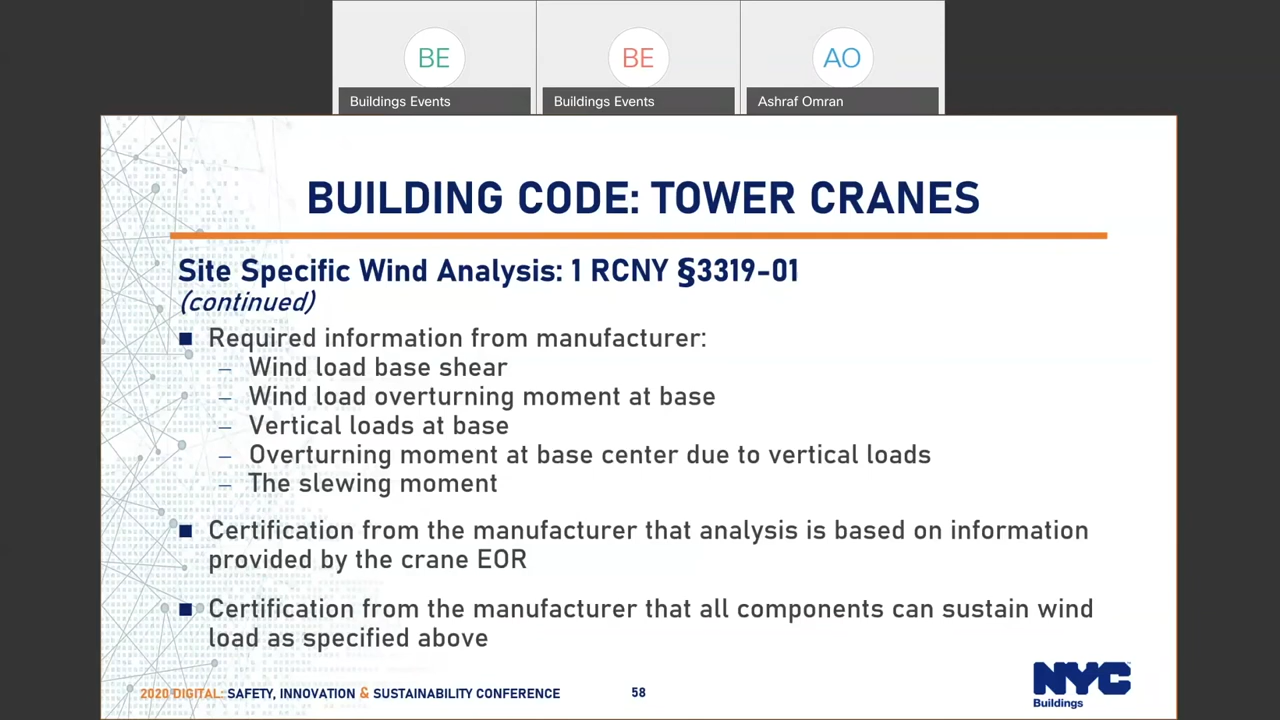 BE
BE
AO
Buildings Events
Buildings Events
Ashraf Omran
BUILDING CODE: TOWER CRANES
Site Specific Wind Analysis: 1 RCNY §3319-01
(continued)
■ Required information from manufacturer:
– Wind load base shear
– Wind load overturning moment at base
– Vertical loads at base
– Overturning moment at base center due to vertical loads
– The slewing moment
■ Certification from the manufacturer that analysis is based on information
provided by the crane EOR
■ Certification from the manufacturer that all components can sustain wind
load as specified above
2020 DIGITAL: SAFETY, INNOVATION & SUSTAINABILITY CONFERENCE
58
NYC
Buildings